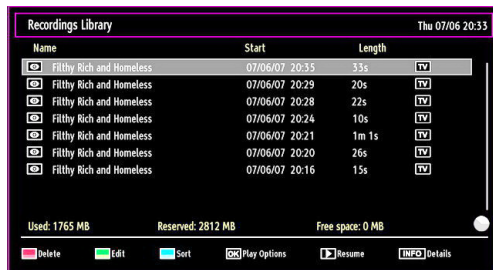 Recordings Library Thu 07/06 20:33
Name Start Length
Filthy Rich and Homeless 07/06/07 20:35 33s TV
Filthy Rich and Homeless 07/06/07 20:29 20s TV
Filthy Rich and Homeless 07/06/07 20:28 22s TV
Filthy Rich and Homeless 07/06/07 20:24 10s TV
Filthy Rich and Homeless 07/06/07 20:21 1m 1s TV
Filthy Rich and Homeless 07/06/07 20:20 26s TV
Filthy Rich and Homeless 07/06/07 20:16 15s TV
Used: 1765 MB Reserved: 2812 MB Free space: 0 MB
Delete Edit Sort OK Play Options Resume INFO Details